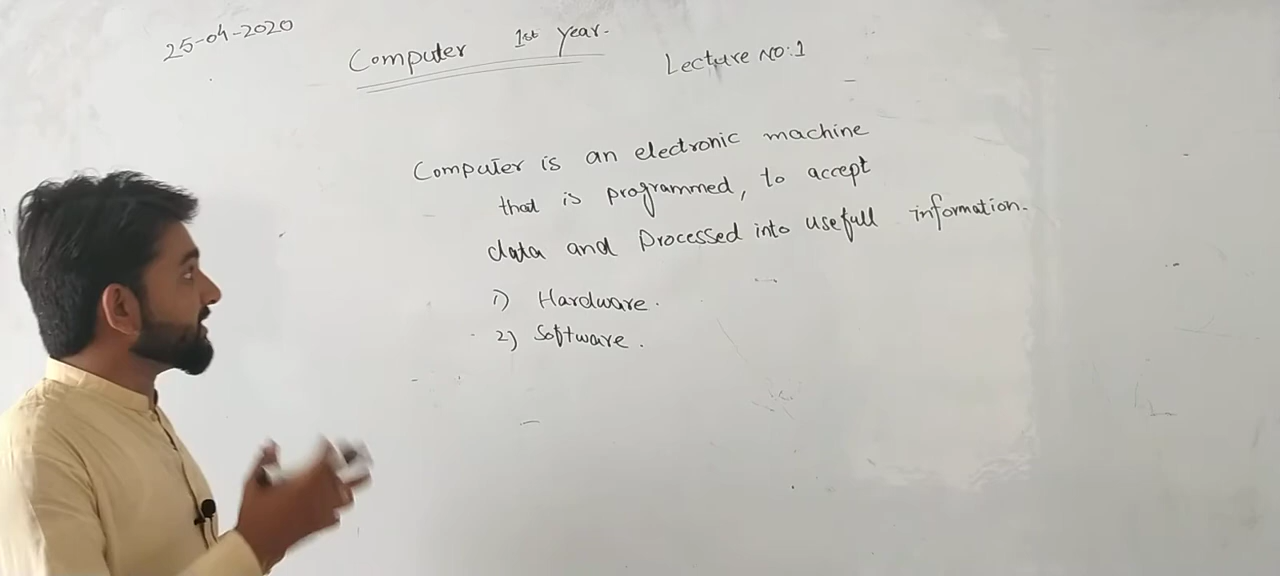 25-04-2020
Computer 1st Year.
Lecture NO:1
Computer is an electronic machine
that is programmed, to accept
data and Processed into usefull information.
1) Hardware.
2) Software.